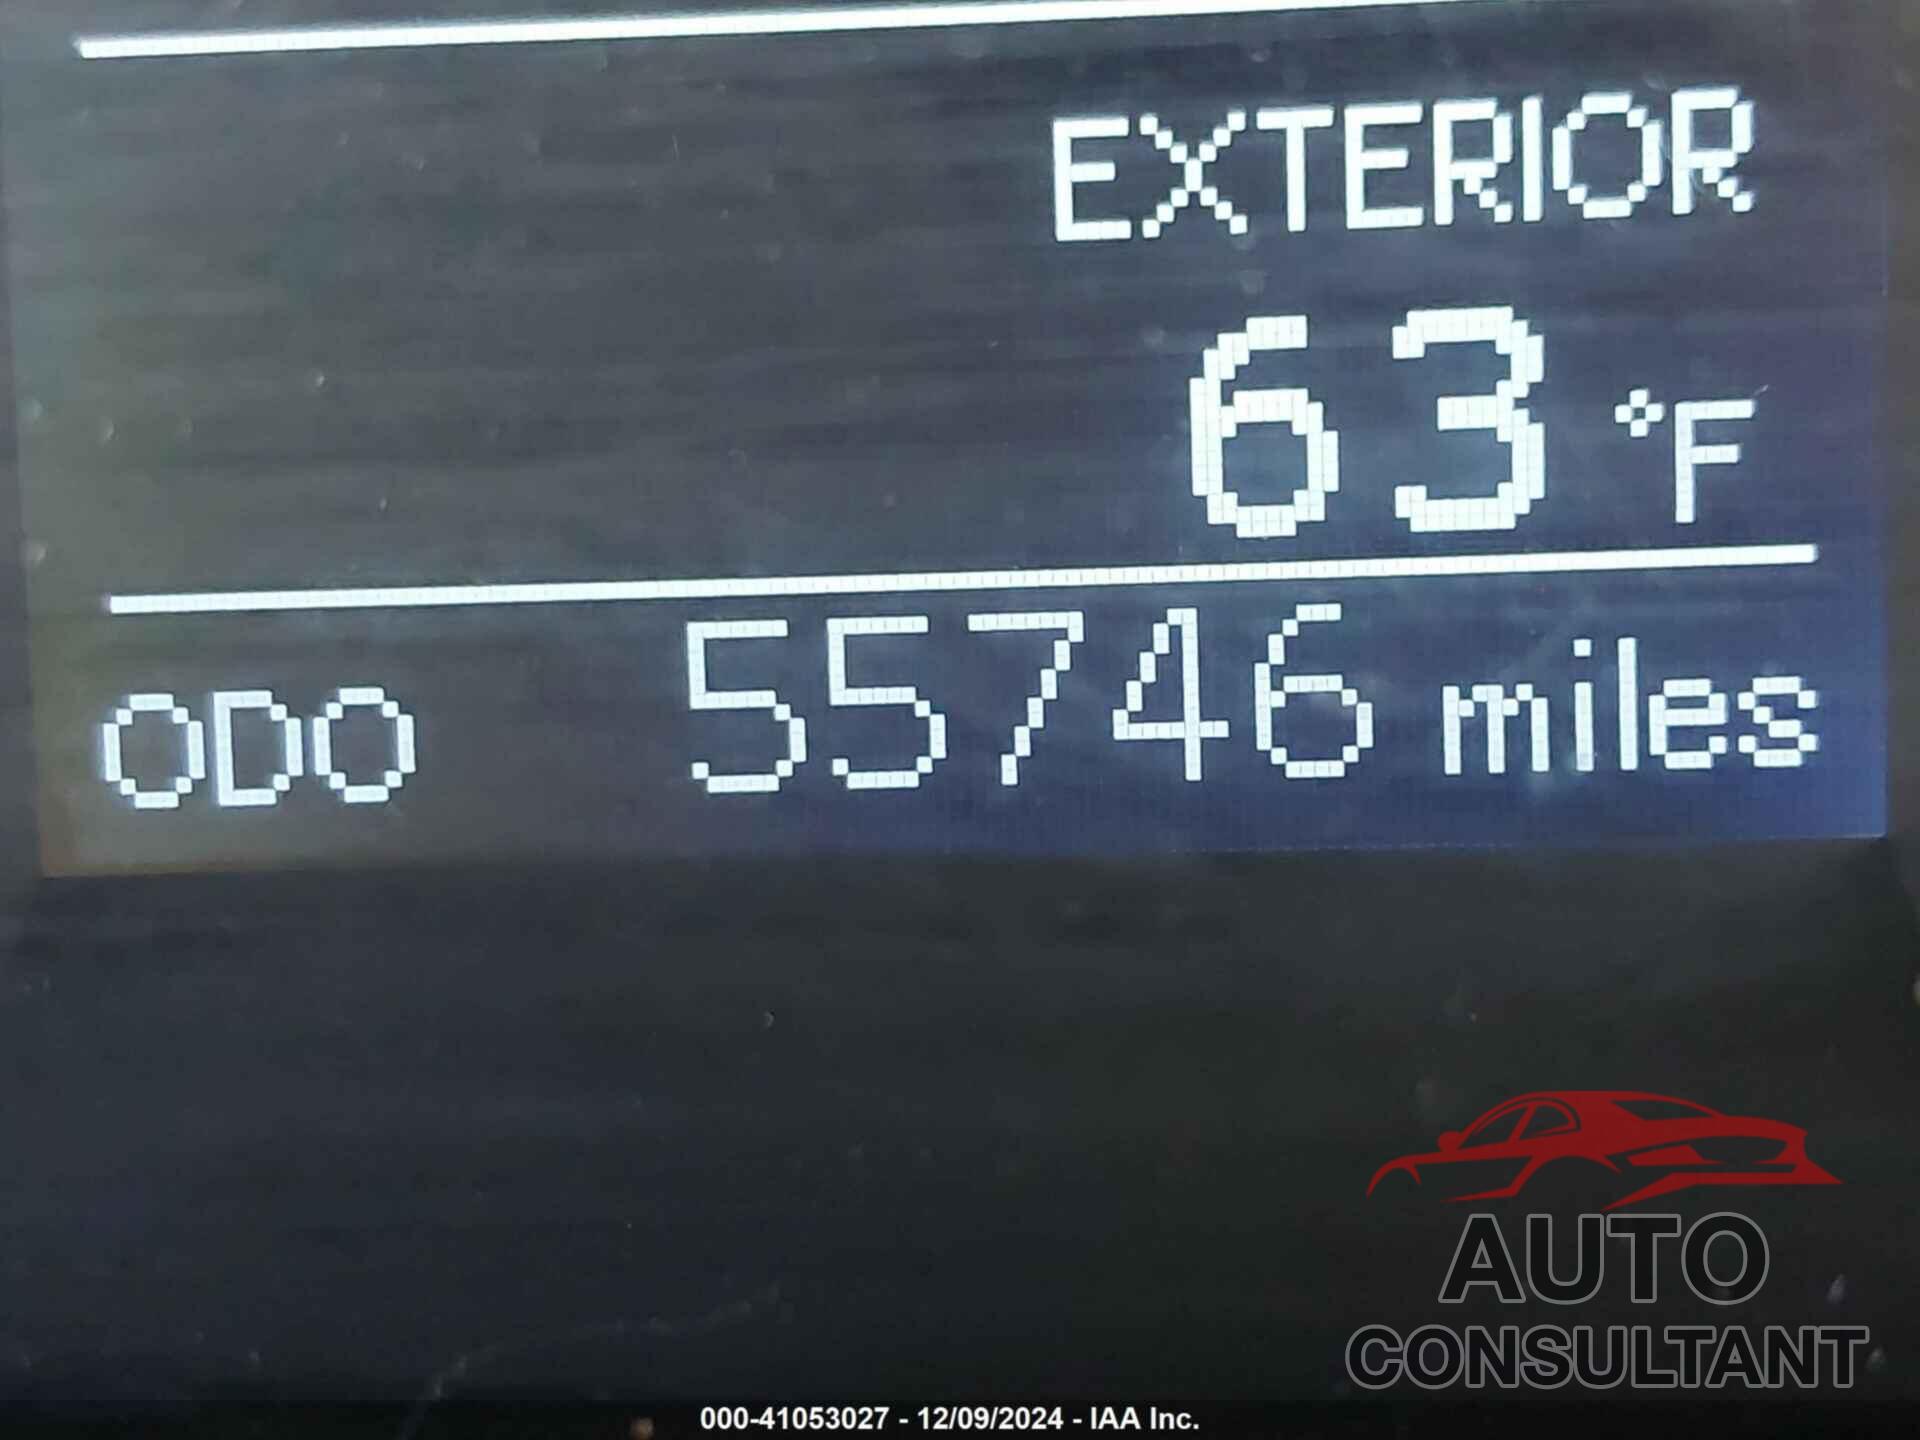 EXTERIOR
63 °F
ODO 55746 miles
AUTO
CONSULTANT
000-41053027 - 12/09/2024 - IAA Inc.